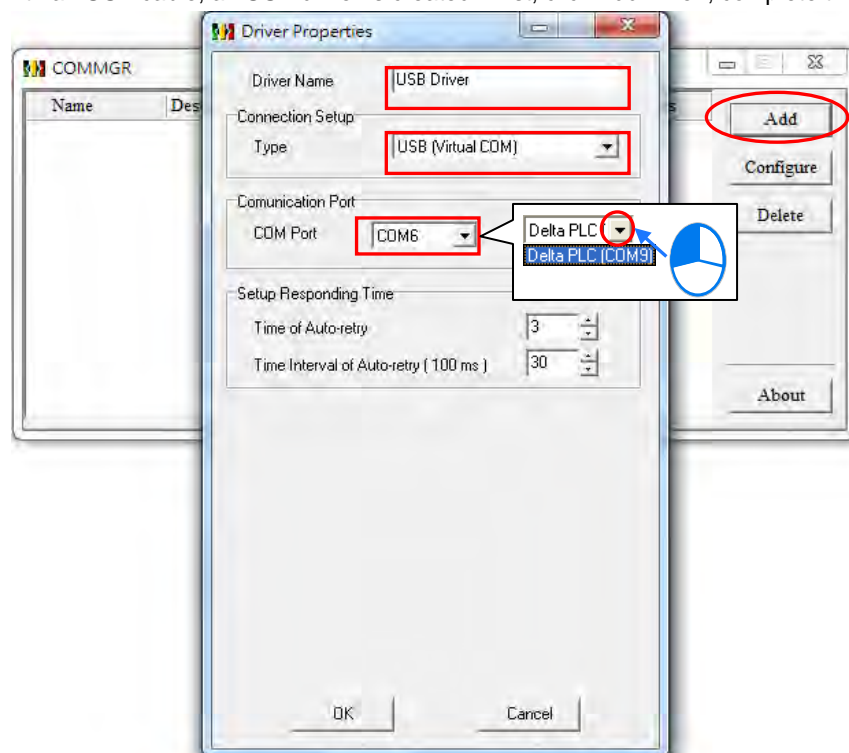 Driver Properties
COMMGR
Name
Des
s
Add
Configure
Delete
About
Driver Name
USB Driver
Connection Setup
Type
USB (Virtual COM)
Comunication Port
COM Port
COM6
Delta PLC (
Delta PLC (COM9)
Setup Responding Time
Time of Auto-retry
3
Time Interval of Auto-retry ( 100 ms )
30
OK
Cancel